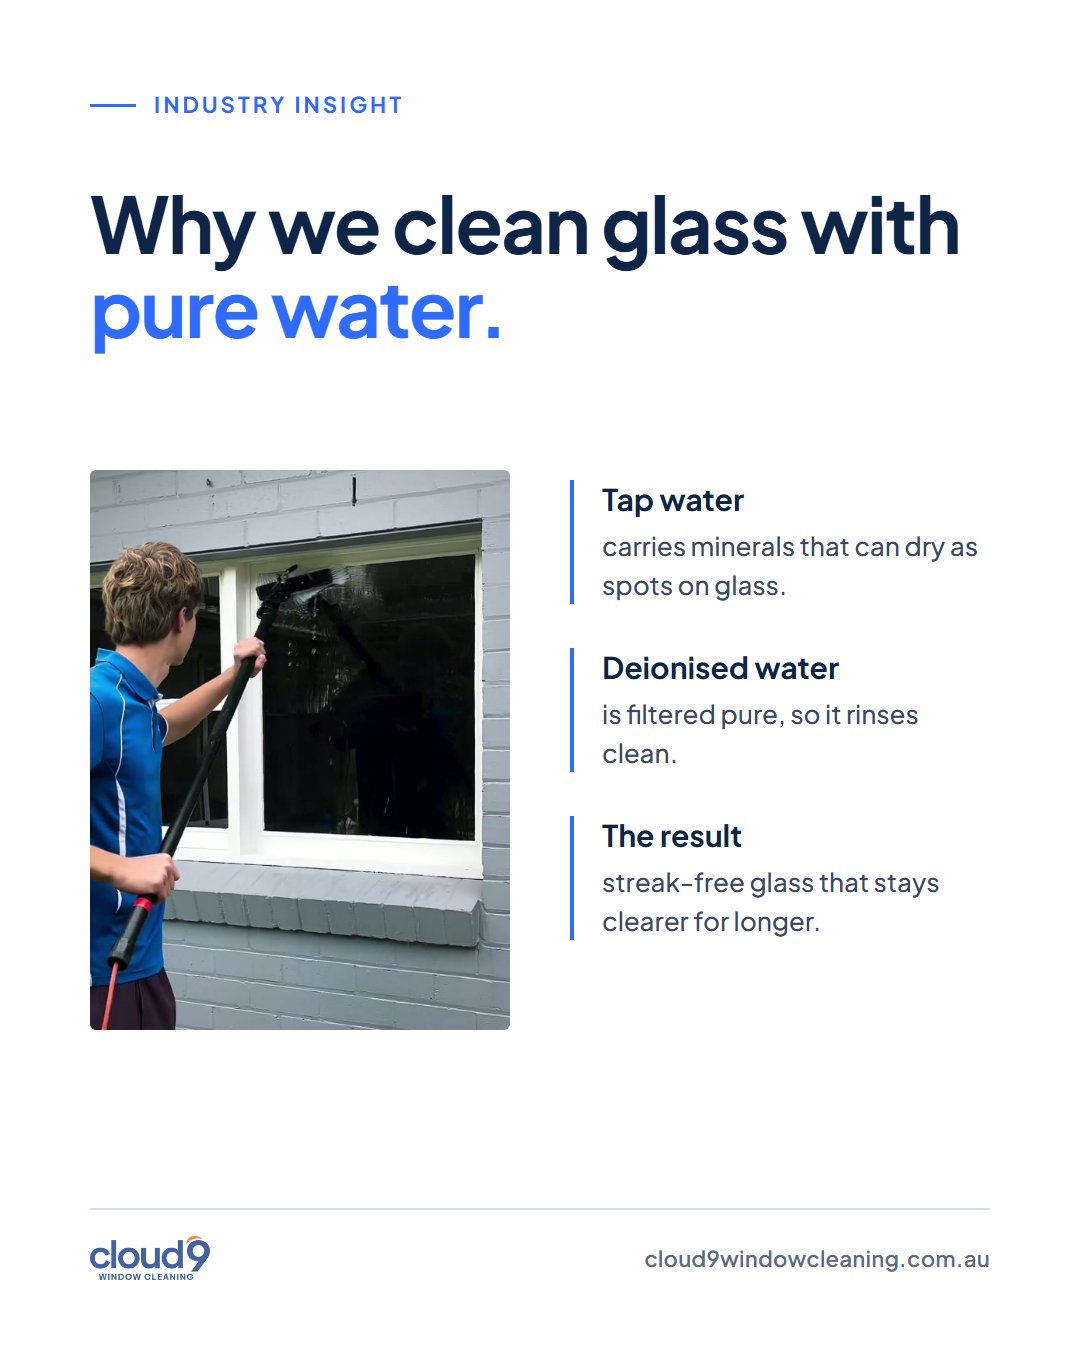 INDUSTRY INSIGHT
Why we clean glass with
pure water.
Tap water
carries minerals that can dry as
spots on glass.
Deionised water
is filtered pure, so it rinses
clean.
The result
streak-free glass that stays
clearer for longer.
cloud9
WINDOW CLEANING
cloud9windowcleaning.com.au